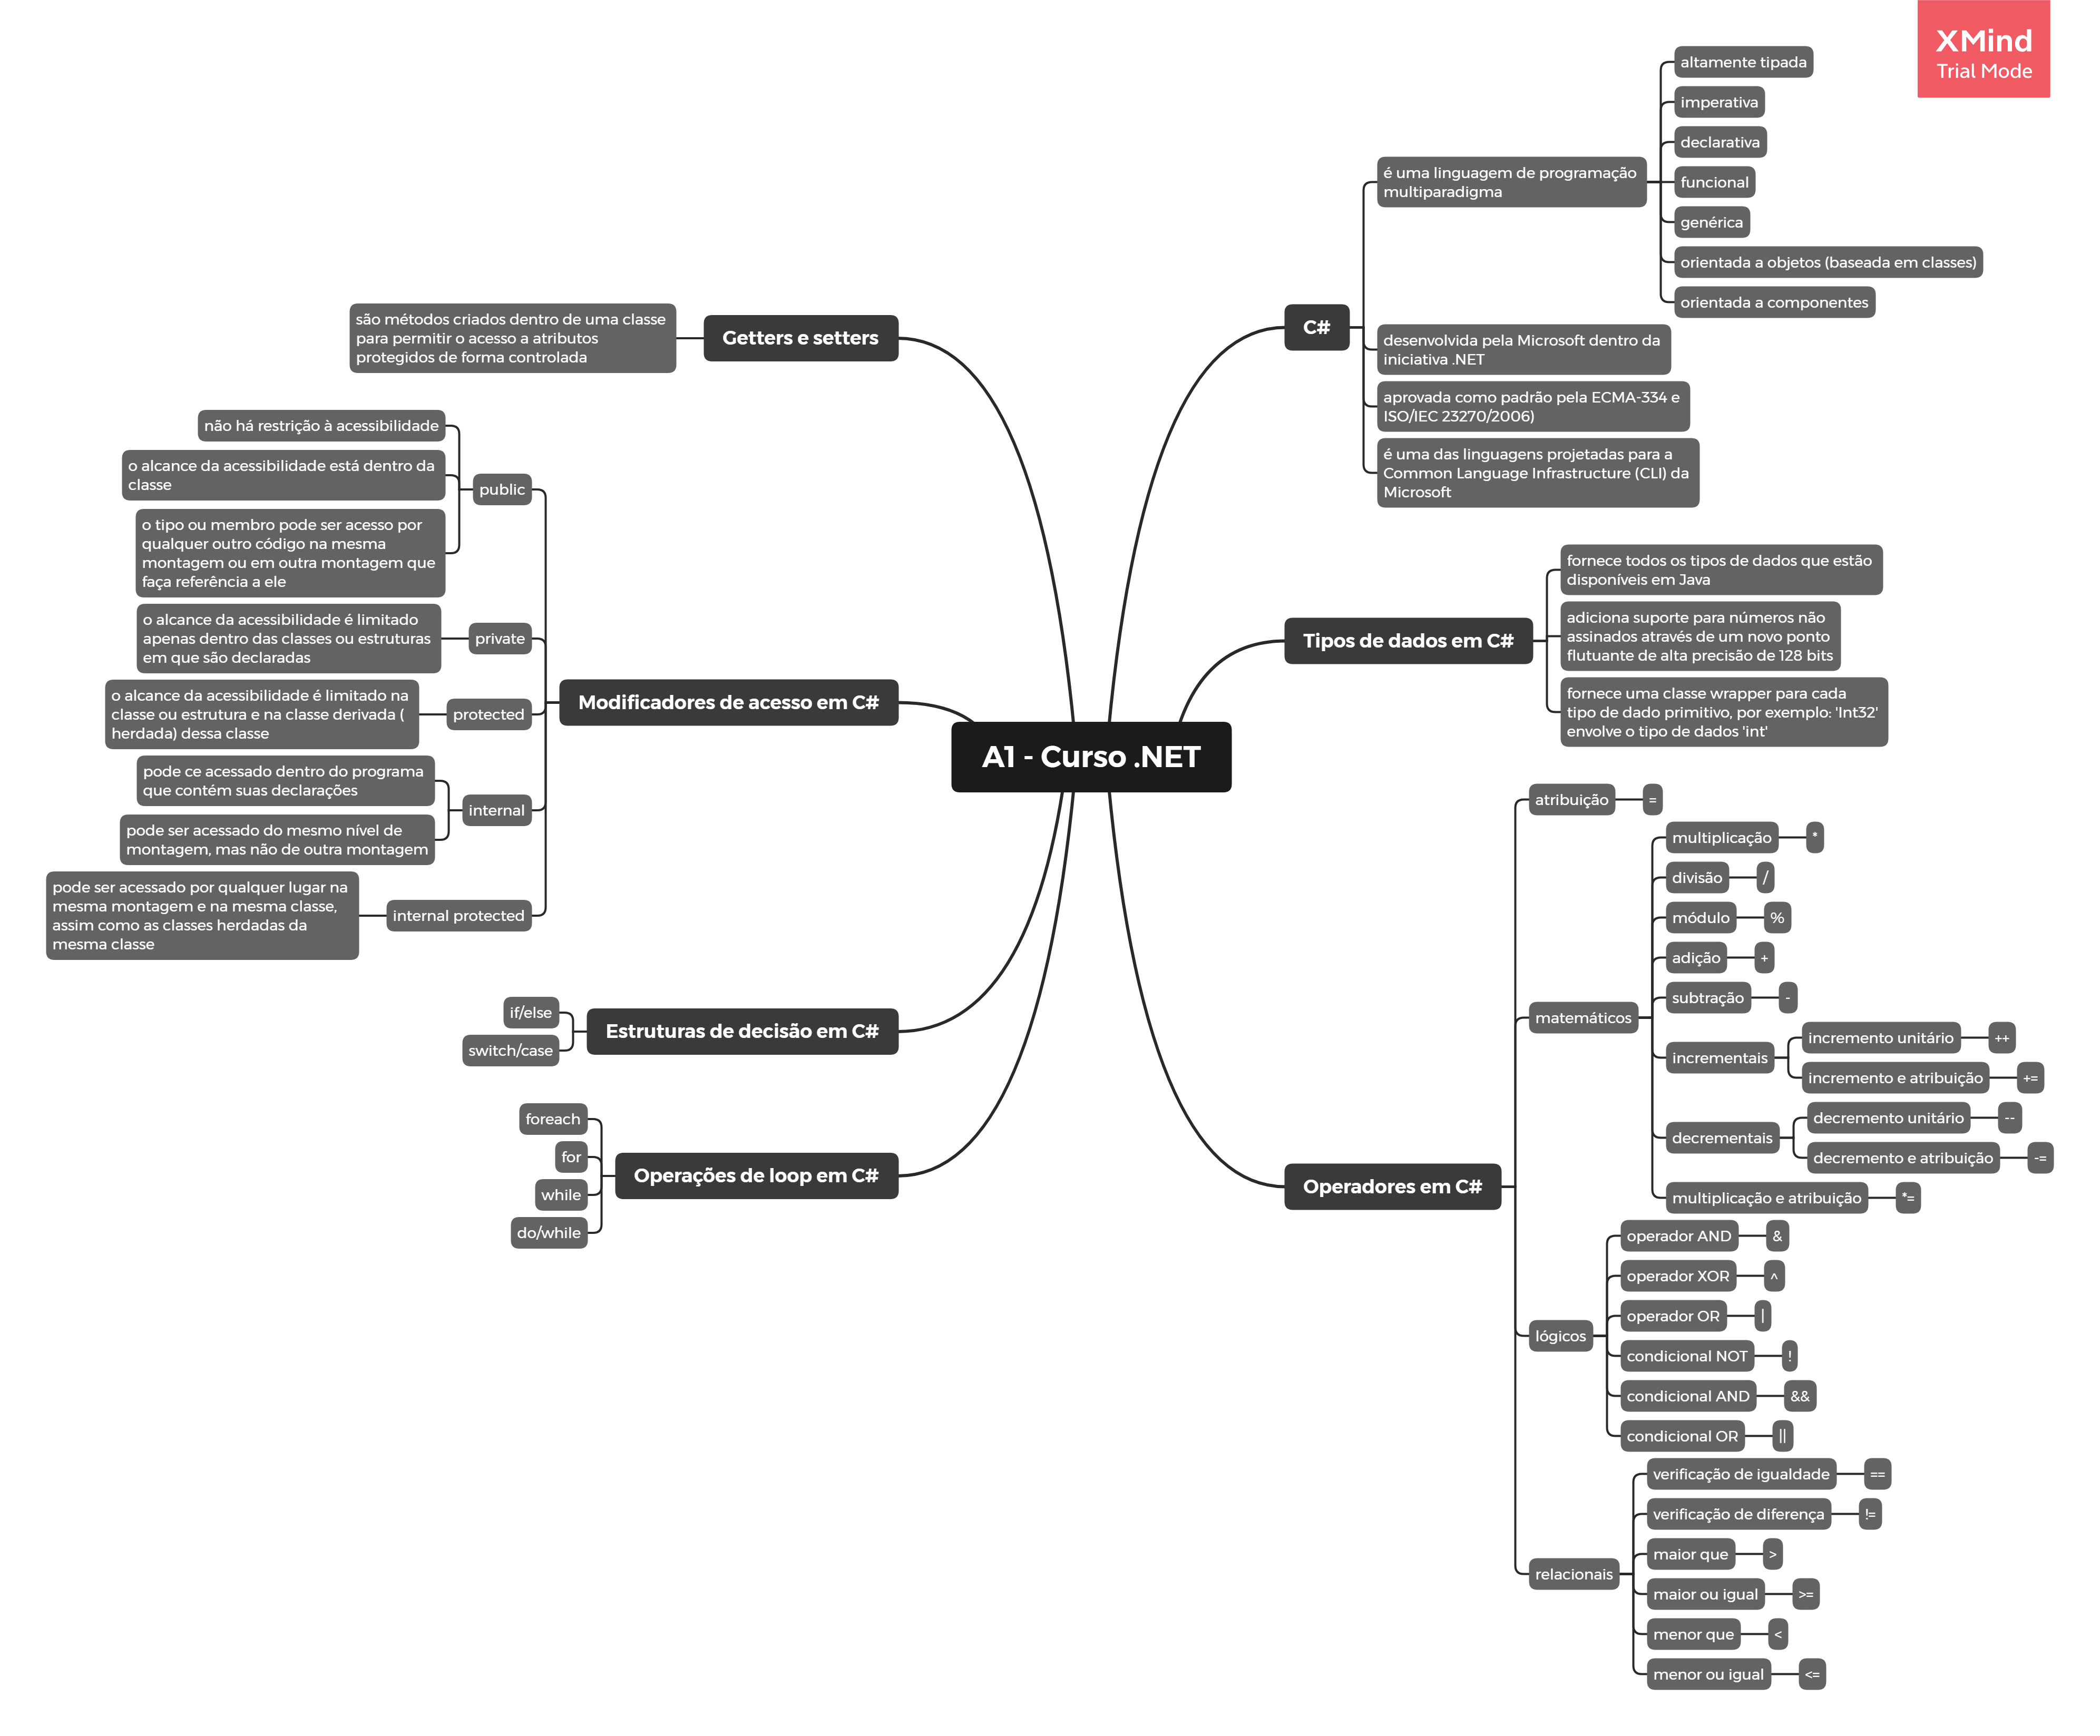 XMind
Trial Mode
A1 - Curso .NET
C#
é uma linguagem de programação
multiparadigma
altamente tipada
imperativa
declarativa
funcional
genérica
orientada a objetos (baseada em classes)
orientada a componentes
desenvolvida pela Microsoft dentro da
iniciativa .NET
aprovada como padrão pela ECMA-334 e
ISO/IEC 23270/2006)
é uma das linguagens projetadas para a
Common Language Infrastructure (CLI) da
Microsoft
Tipos de dados em C#
fornece todos os tipos de dados que estão
disponíveis em Java
adiciona suporte para números não
assinados através de um novo ponto
flutuante de alta precisão de 128 bits
fornece uma classe wrapper para cada
tipo de dado primitivo, por exemplo: 'Int32'
envolve o tipo de dados 'int'
Operadores em C#
atribuição
=
matemáticos
multiplicação
*
divisão
/
módulo
%
adição
+
subtração
-
incrementais
incremento unitário
++
incremento e atribuição
+=
decrementais
decremento unitário
--
decremento e atribuição
-=
multiplicação e atribuição
*=
lógicos
operador AND
&
operador XOR
^
operador OR
|
condicional NOT
!
condicional AND
&&
condicional OR
||
relacionais
verificação de igualdade
==
verificação de diferença
!=
maior que
>
maior ou igual
>=
menor que
<
menor ou igual
<=
Getters e setters
são métodos criados dentro de uma classe
para permitir o acesso a atributos
protegidos de forma controlada
Modificadores de acesso em C#
public
não há restrição à acessibilidade
o alcance da acessibilidade está dentro da
classe
o tipo ou membro pode ser acesso por
qualquer outro código na mesma
montagem ou em outra montagem que
faça referência a ele
private
o alcance da acessibilidade é limitado
apenas dentro das classes ou estruturas
em que são declaradas
protected
o alcance da acessibilidade é limitado na
classe ou estrutura e na classe derivada (
herdada) dessa classe
internal
pode ce acessado dentro do programa
que contém suas declarações
pode ser acessado do mesmo nível de
montagem, mas não de outra montagem
internal protected
pode ser acessado por qualquer lugar na
mesma montagem e na mesma classe,
assim como as classes herdadas da
mesma classe
Estruturas de decisão em C#
if/else
switch/case
Operações de loop em C#
foreach
for
while
do/while